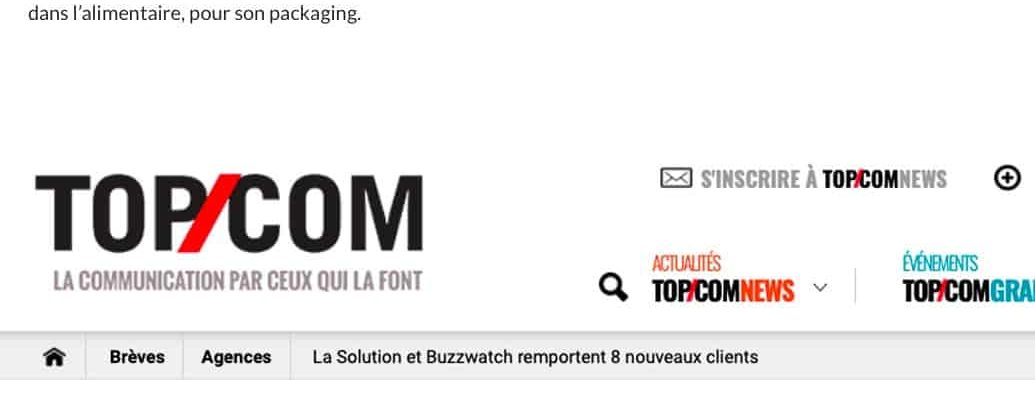 dans l’alimentaire, pour son packaging.
TOP/COM
LA COMMUNICATION PAR CEUX QUI LA FONT
S'INSCRIRE À TOP/COMNEWS
ACTUALITÉS
TOP/COMNEWS
ÉVÉNEMENTS
TOP/COMGRA
Brèves
Agences
La Solution et Buzzwatch remportent 8 nouveaux clients